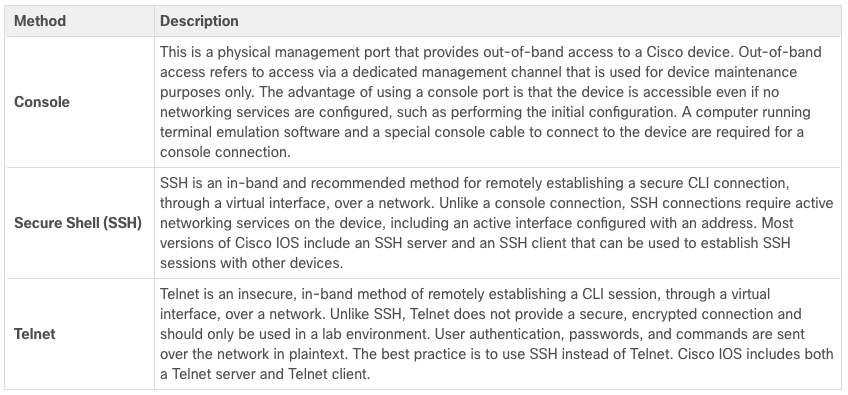 Method Description
This is a physical management port that provides out-of-band access to a Cisco device. Out-of-band
access refers to access via a dedicated management channel that is used for device maintenance
purposes only. The advantage of using a console port is that the device is accessible even if no
Console
networking services are configured, such as performing the initial configuration. A computer running
terminal emulation software and a special console cable to connect to the device are required for a
console connection.
SSH is an in-band and recommended method for remotely establishing a secure CLI connection,
through a virtual interface, over a network. Unlike a console connection, SSH connections require active
Secure Shell (SSH)
networking services on the device, including an active interface configured with an address. Most
versions of Cisco IOS include an SSH server and an SSH client that can be used to establish SSH
sessions with other devices.
Telnet is an insecure, in-band method of remotely establishing a CLI session, through a virtual
interface, over a network. Unlike SSH, Telnet does not provide a secure, encrypted connection and
Telnet
should only be used in a lab environment. User authentication, passwords, and commands are sent
over the network in plaintext. The best practice is to use SSH instead of Telnet. Cisco IOS includes both
a Telnet server and Telnet client.